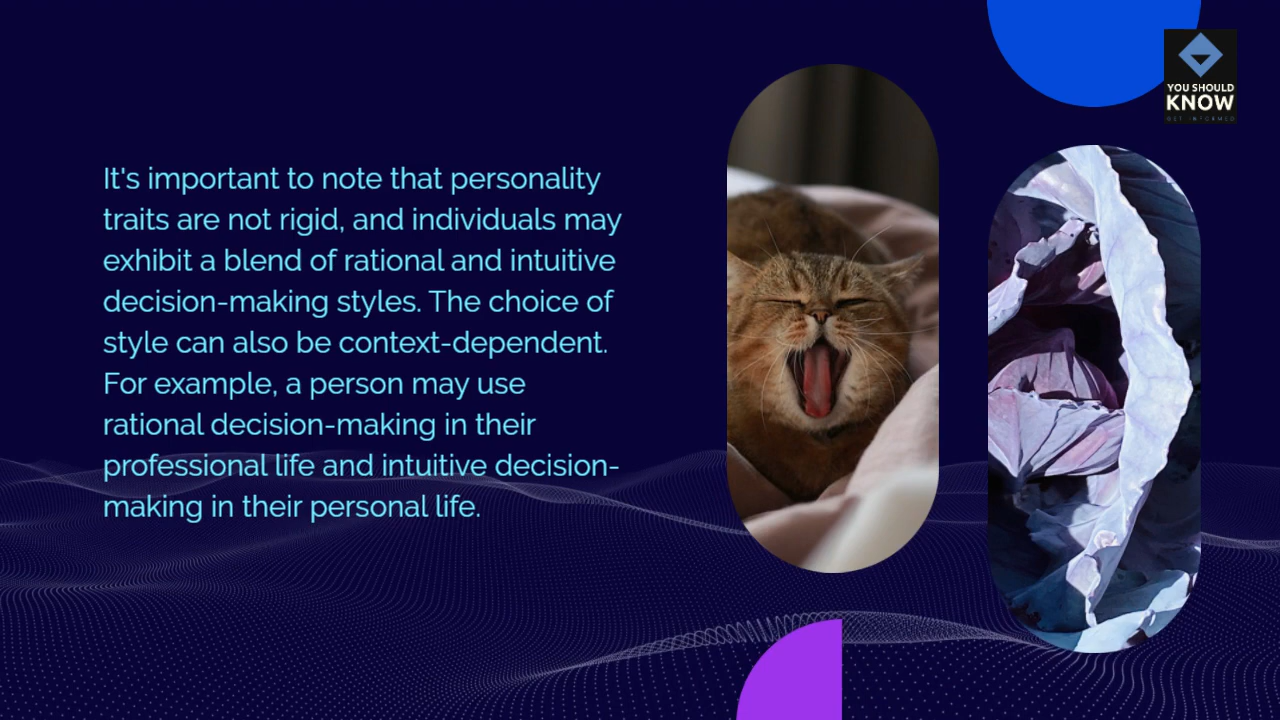 YOU SHOULD
KNOW
GET INFORMED
It's important to note that personality
traits are not rigid, and individuals may
exhibit a blend of rational and intuitive
decision-making styles. The choice of
style can also be context-dependent.
For example, a person may use
rational decision-making in their
professional life and intuitive decision-
making in their personal life.